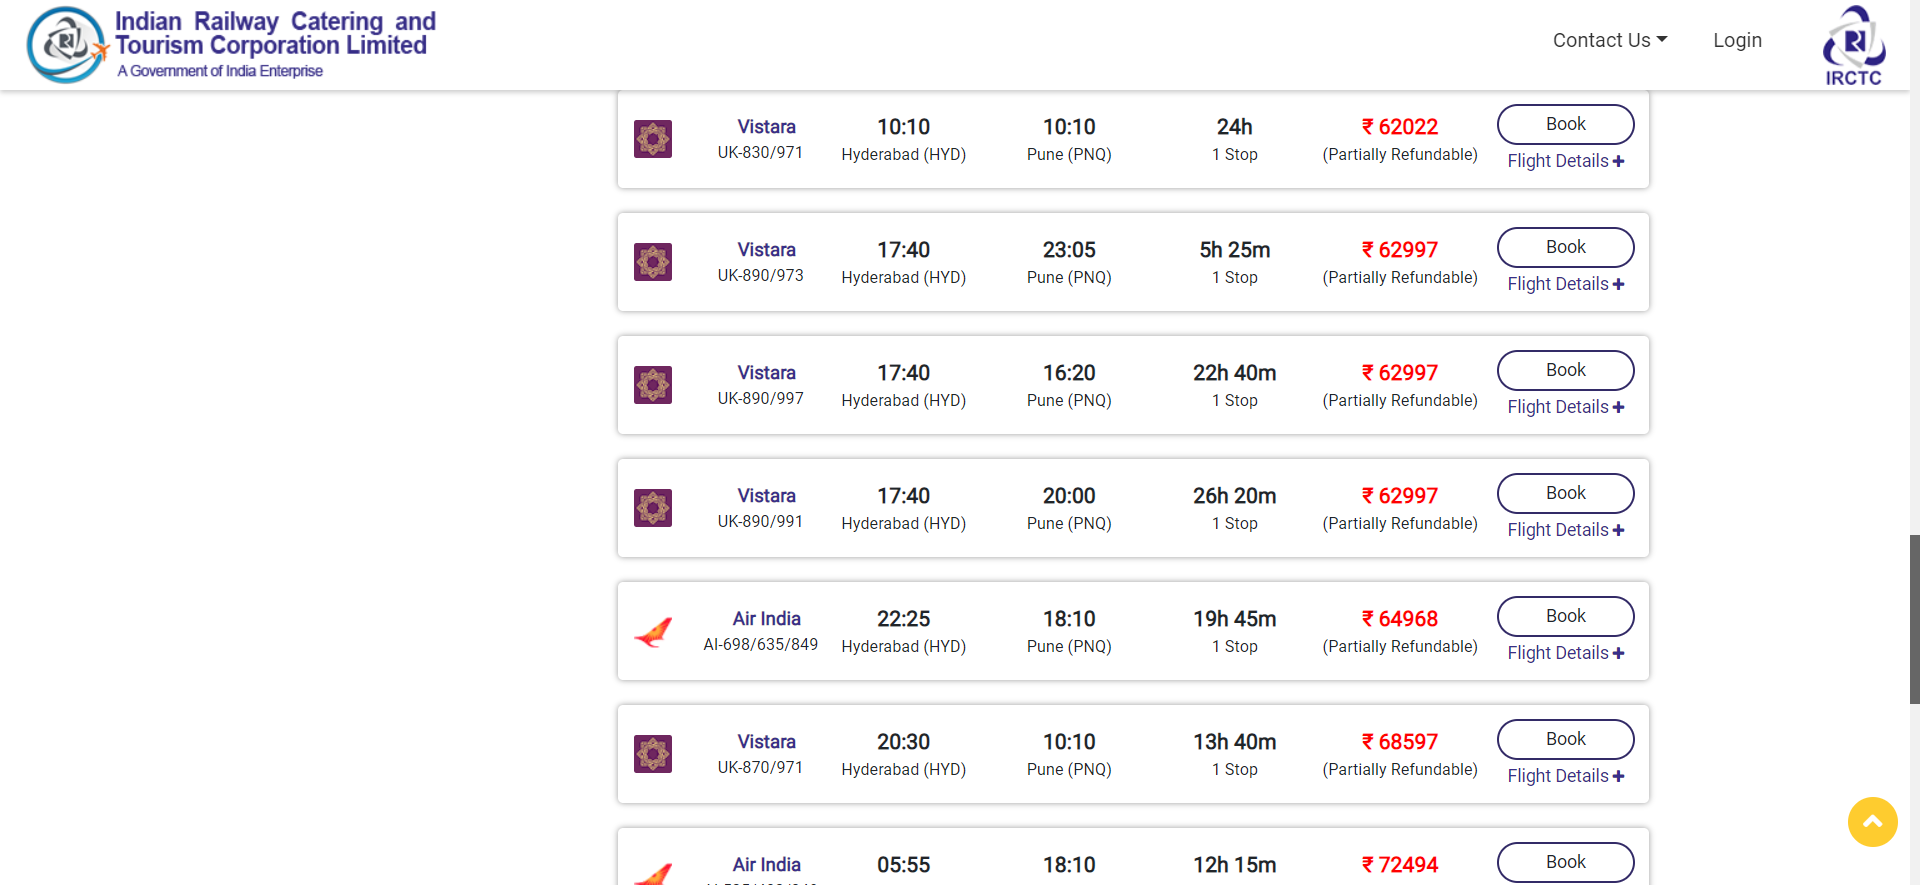 Indian Railway Catering and
Tourism Corporation Limited
A Government of India Enterprise
Contact Us
Login
IRCTC
Vistara 10:10 10:10 24h ₹ 62022 Book
UK-830/971 Hyderabad (HYD) Pune (PNQ) 1 Stop (Partially Refundable) Flight Details
Vistara 17:40 23:05 5h 25m ₹ 62997 Book
UK-890/973 Hyderabad (HYD) Pune (PNQ) 1 Stop (Partially Refundable) Flight Details
Vistara 17:40 16:20 22h 40m ₹ 62997 Book
UK-890/997 Hyderabad (HYD) Pune (PNQ) 1 Stop (Partially Refundable) Flight Details
Vistara 17:40 20:00 26h 20m ₹ 62997 Book
UK-890/991 Hyderabad (HYD) Pune (PNQ) 1 Stop (Partially Refundable) Flight Details
Air India 22:25 18:10 19h 45m ₹ 64968 Book
AI-698/635/849 Hyderabad (HYD) Pune (PNQ) 1 Stop (Partially Refundable) Flight Details
Vistara 20:30 10:10 13h 40m ₹ 68597 Book
UK-870/971 Hyderabad (HYD) Pune (PNQ) 1 Stop (Partially Refundable) Flight Details
Air India 05:55 18:10 12h 15m ₹ 72494 Book